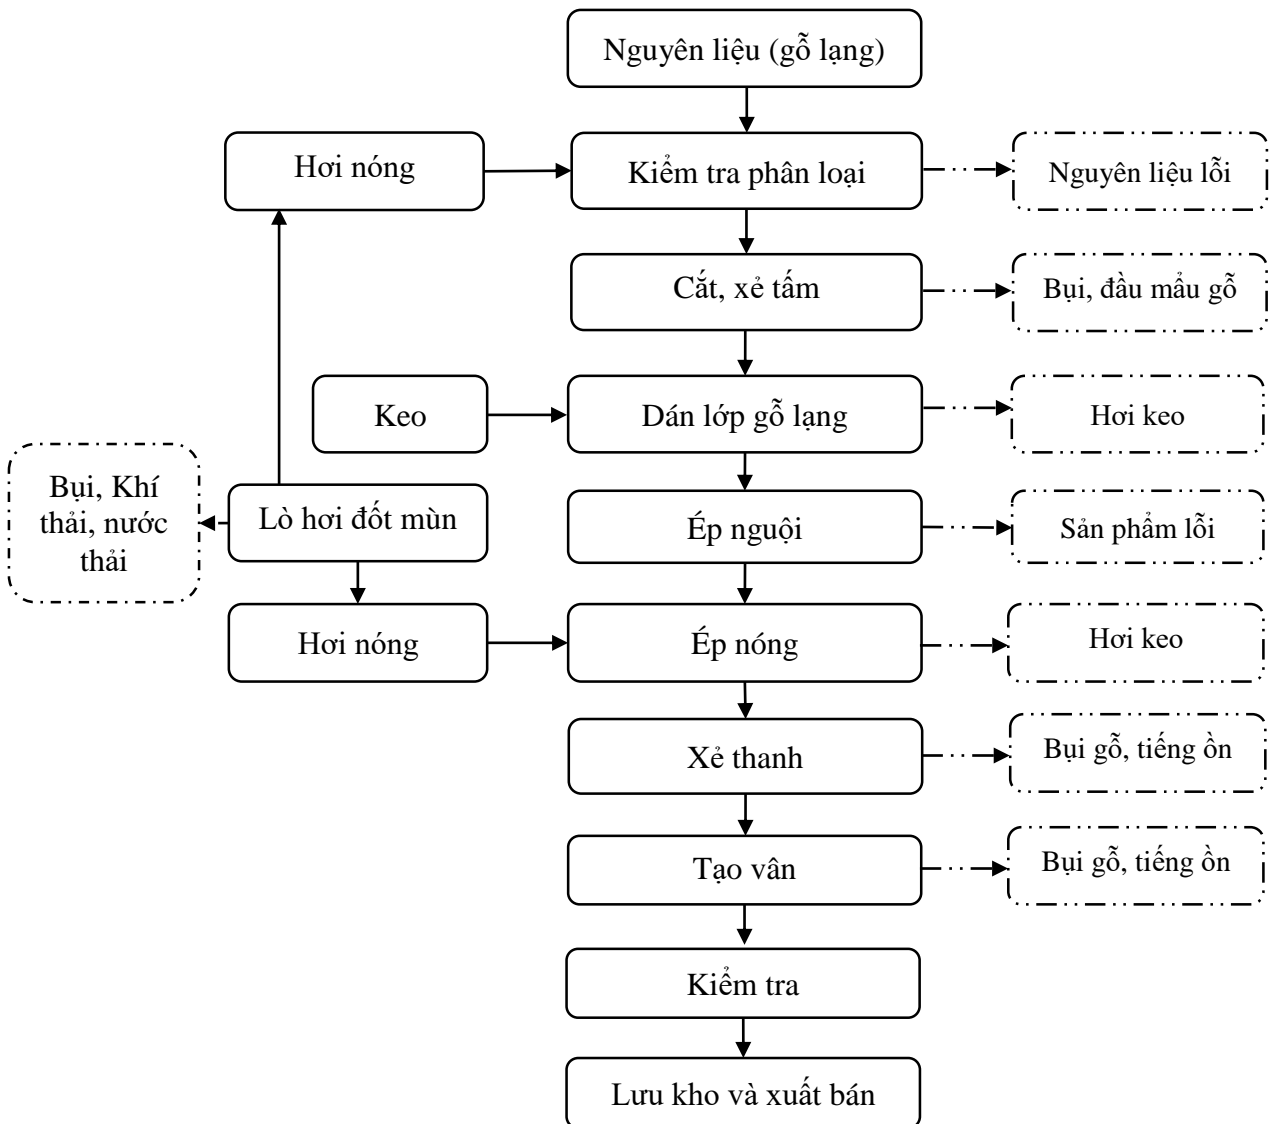 Nguyên liệu (gỗ lạng)
Hơi nóng
Kiểm tra phân loại
Nguyên liệu lỗi
Cắt, xẻ tấm
Bụi, đầu mẩu gỗ
Keo
Dán lớp gỗ lạng
Hơi keo
Bụi, Khí
thải, nước
thải
Lò hơi đốt mùn
Ép nguội
Sản phẩm lỗi
Hơi nóng
Ép nóng
Hơi keo
Xẻ thanh
Bụi gỗ, tiếng ồn
Tạo vân
Bụi gỗ, tiếng ồn
Kiểm tra
Lưu kho và xuất bán